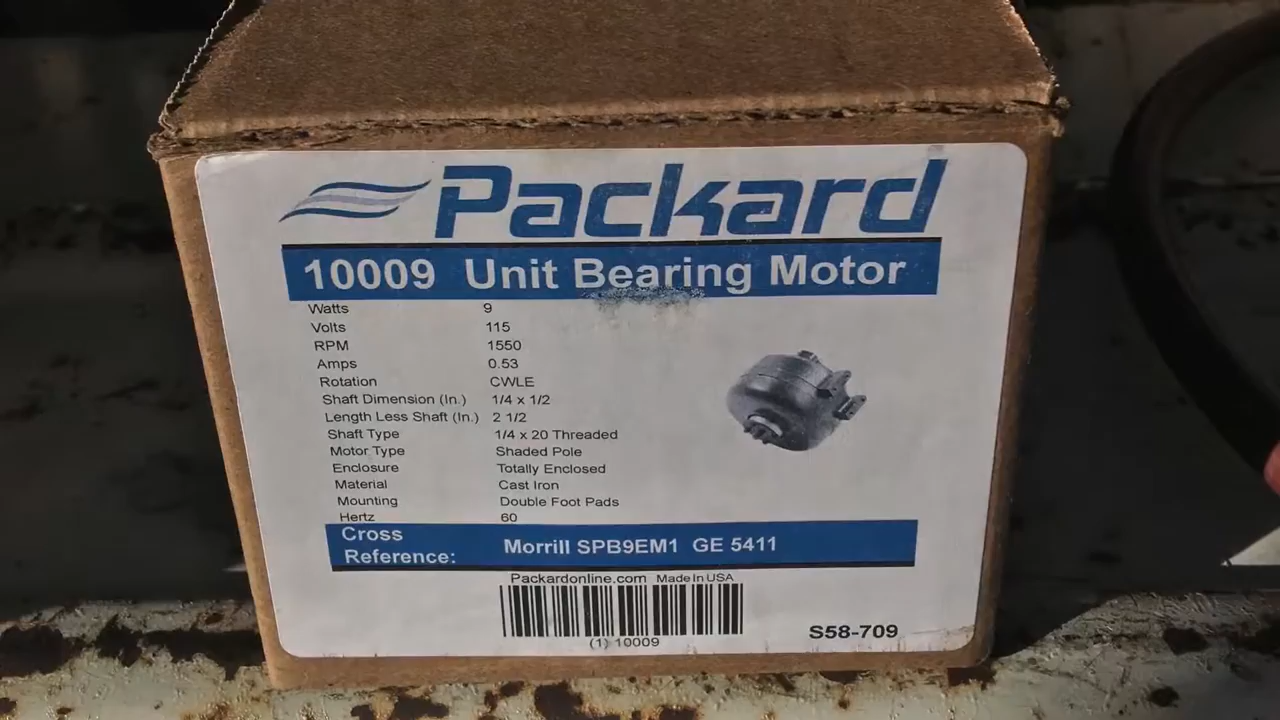 Packard
10009 Unit Bearing Motor
Watts 9
Volts 115
RPM 1550
Amps 0.53
Rotation CWLE
Shaft Dimension (In.) 1/4 x 1/2
Length Less Shaft (In.) 2 1/2
Shaft Type 1/4 x 20 Threaded
Motor Type Shaded Pole
Enclosure Totally Enclosed
Material Cast Iron
Mounting Double Foot Pads
Hertz 60
Cross
Reference: Morrill SPB9EM1 GE 5411
Packardonline.com Made In USA
(1) 10009
S58-709